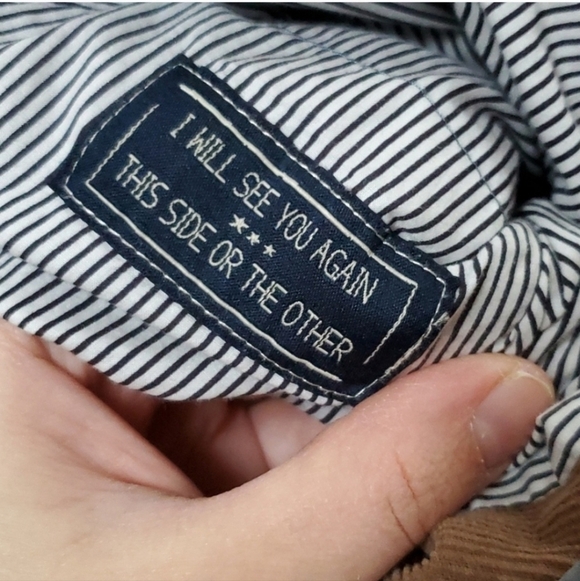 I WILL SEE YOU AGAIN
THIS SIDE OR THE OTHER